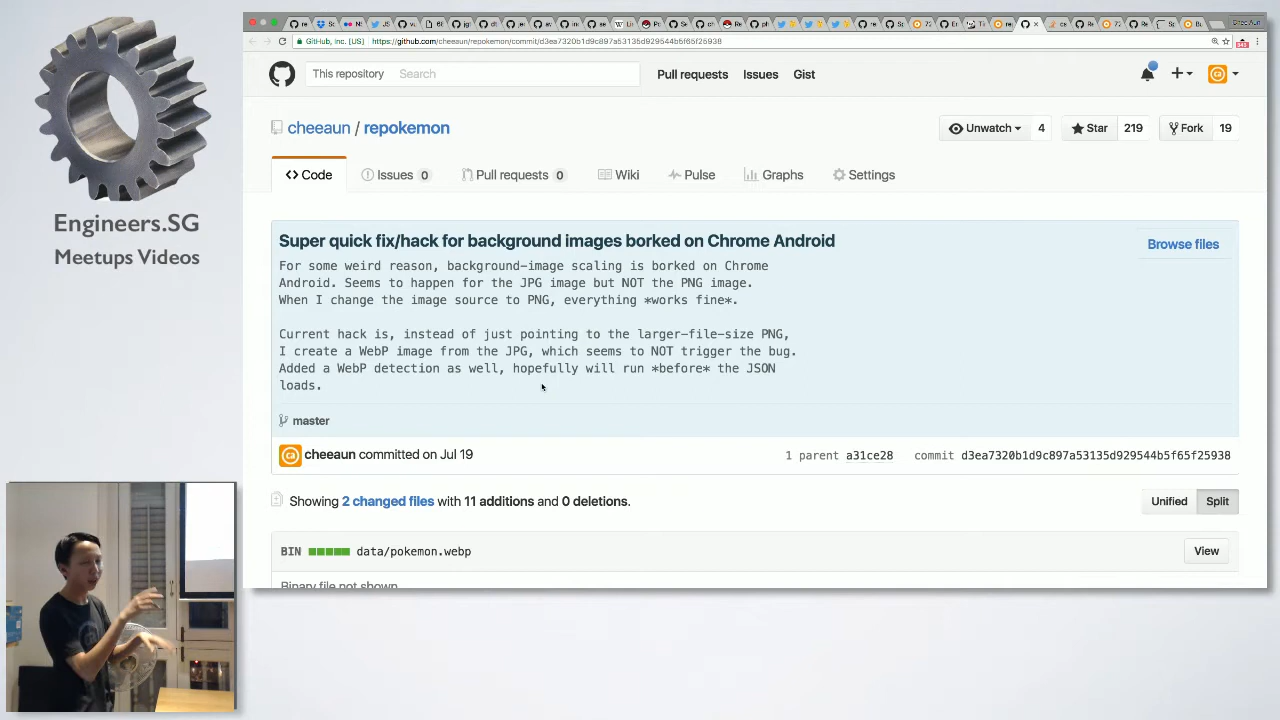 Engineers.SG
Meetups Videos
GitHub, Inc. [US] https://github.com/cheeaun/repokemon/commit/d3ea7320b1d9c897a53135d929544b5f65f25938
This repository Search
Pull requests Issues Gist
cheeaun / repokemon
Unwatch 4 Star 219 Fork 19
Code Issues 0 Pull requests 0 Wiki Pulse Graphs Settings
Super quick fix/hack for background images borked on Chrome Android
Browse files
For some weird reason, background-image scaling is borked on Chrome
Android. Seems to happen for the JPG image but NOT the PNG image.
When I change the image source to PNG, everything *works fine*.
Current hack is, instead of just pointing to the larger-file-size PNG,
I create a WebP image from the JPG, which seems to NOT trigger the bug.
Added a WebP detection as well, hopefully will run *before* the JSON
loads.
master
cheeaun committed on Jul 19
1 parent a31ce28 commit d3ea7320b1d9c897a53135d929544b5f65f25938
Showing 2 changed files with 11 additions and 0 deletions.
Unified Split
BIN data/pokemon.webp
View
Binary file not shown